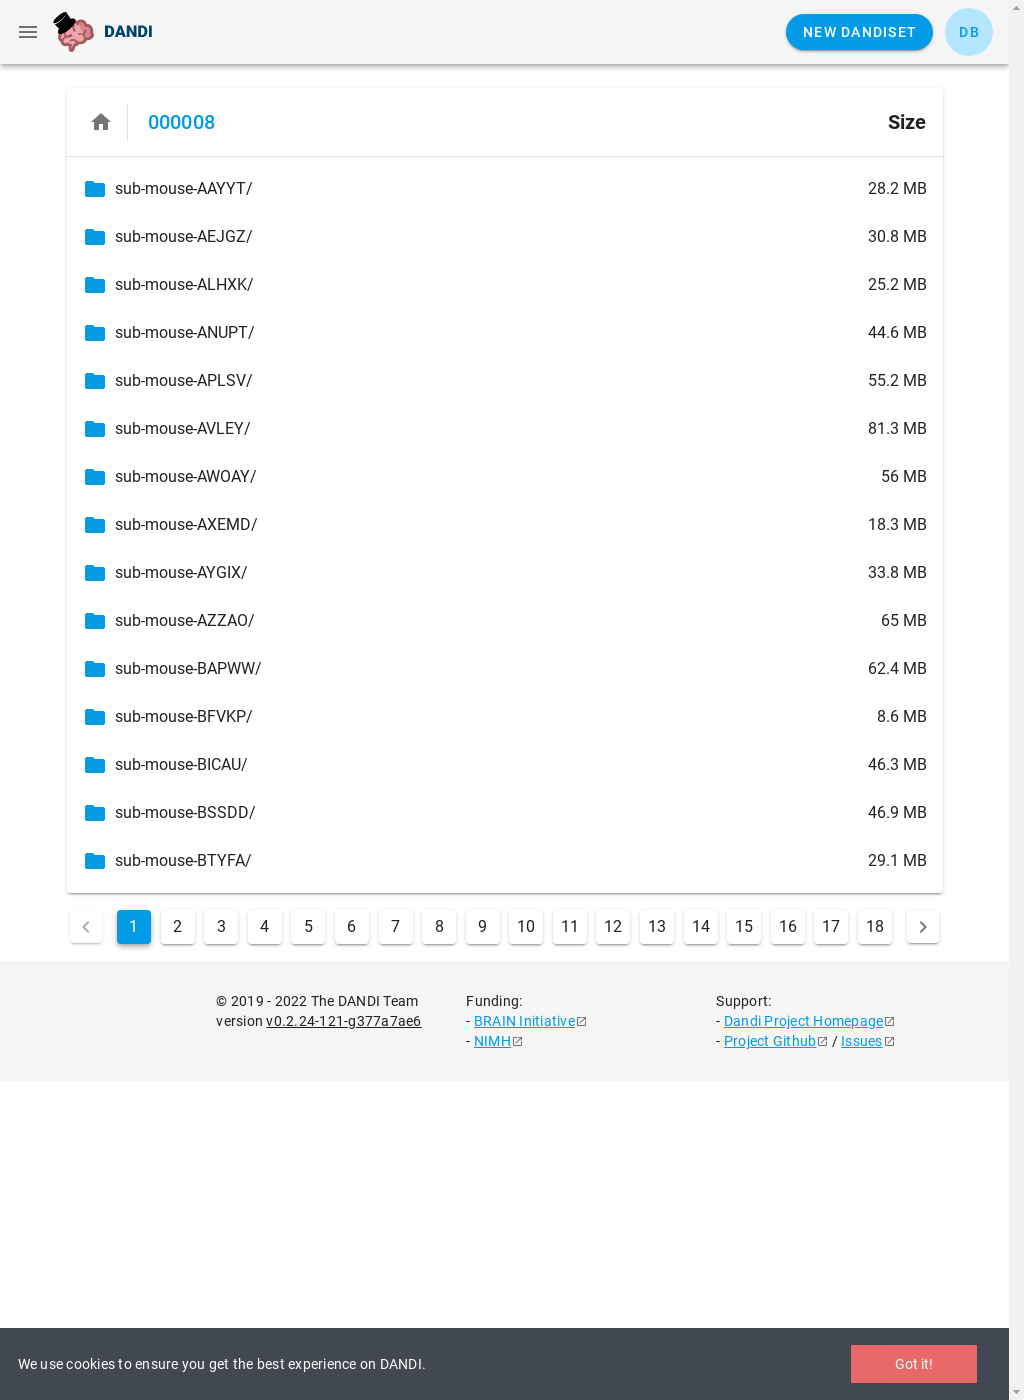 DANDI
NEW DANDISET
DB
000008
Size
sub-mouse-AAYYT/ 28.2 MB
sub-mouse-AEJGZ/ 30.8 MB
sub-mouse-ALHXK/ 25.2 MB
sub-mouse-ANUPT/ 44.6 MB
sub-mouse-APLSV/ 55.2 MB
sub-mouse-AVLEY/ 81.3 MB
sub-mouse-AWOAY/ 56 MB
sub-mouse-AXEMD/ 18.3 MB
sub-mouse-AYGIX/ 33.8 MB
sub-mouse-AZZAO/ 65 MB
sub-mouse-BAPWW/ 62.4 MB
sub-mouse-BFVKP/ 8.6 MB
sub-mouse-BICAU/ 46.3 MB
sub-mouse-BSSDD/ 46.9 MB
sub-mouse-BTYFA/ 29.1 MB
1 2 3 4 5 6 7 8 9 10 11 12 13 14 15 16 17 18
© 2019 - 2022 The DANDI Team
version v0.2.24-121-g377a7ae6
Funding:
- BRAIN Initiative
- NIMH
Support:
- Dandi Project Homepage
- Project Github / Issues
We use cookies to ensure you get the best experience on DANDI.
Got it!